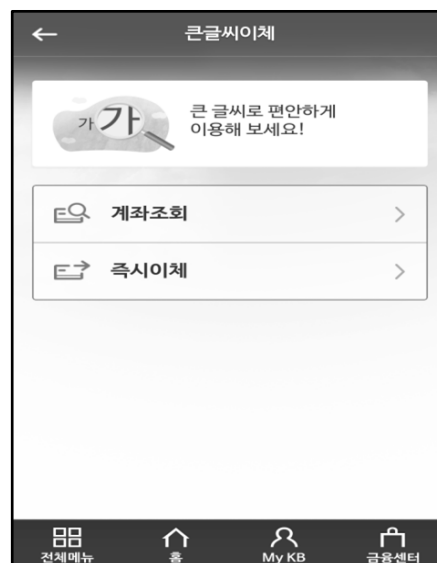 큰글씨이체
가 가
큰 글씨로 편안하게
이용해 보세요!
계좌조회
즉시이체
전체메뉴 홈 My KB 금융센터